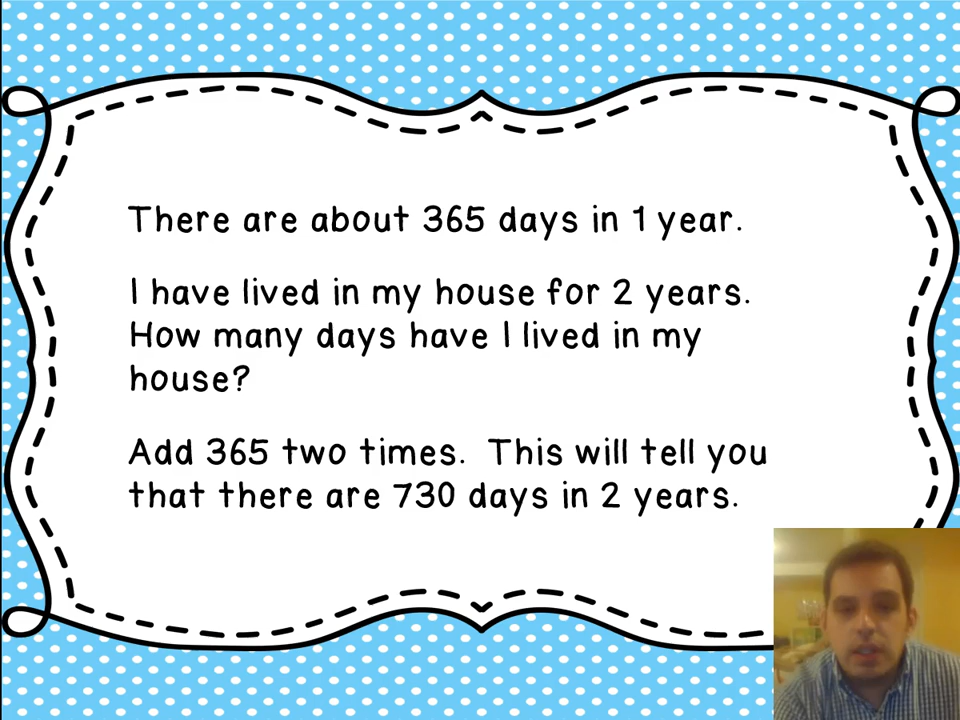 There are about 365 days in 1 year.
I have lived in my house for 2 years.
How many days have I lived in my
house?
Add 365 two times.  This will tell you
that there are 730 days in 2 years.